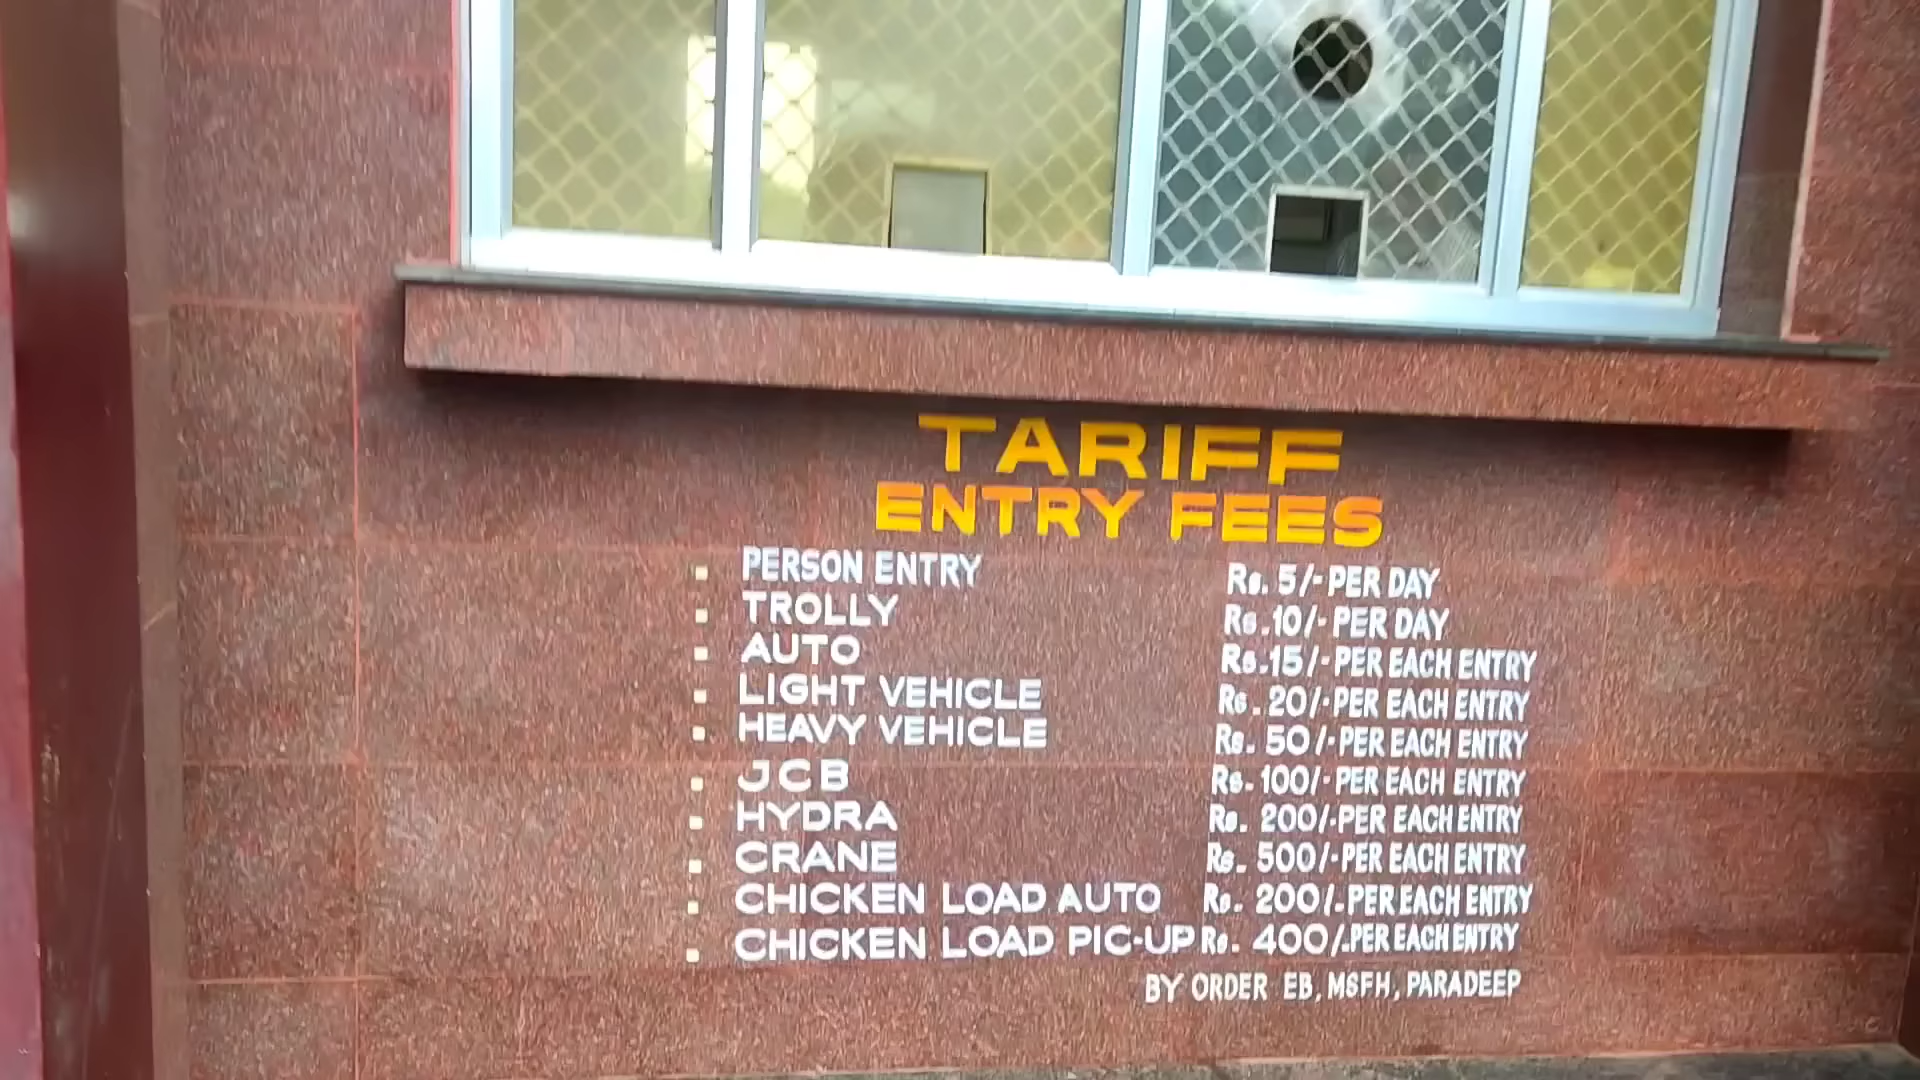 TARIFF
ENTRY FEES
PERSON ENTRY Rs. 5/- PER DAY
TROLLY Rs. 10/- PER DAY
AUTO Rs. 15/- PER EACH ENTRY
LIGHT VEHICLE Rs. 20/- PER EACH ENTRY
HEAVY VEHICLE Rs. 50/- PER EACH ENTRY
JCB Rs. 100/- PER EACH ENTRY
HYDRA Rs. 200/- PER EACH ENTRY
CRANE Rs. 500/- PER EACH ENTRY
CHICKEN LOAD AUTO Rs. 200/- PER EACH ENTRY
CHICKEN LOAD PIC-UP Rs. 400/- PER EACH ENTRY
BY ORDER EB, MSFH, PARADEEP